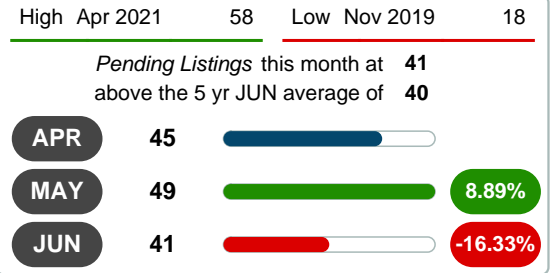 High Apr 2021 58 Low Nov 2019 18
Pending Listings this month at 41
above the 5 yr JUN average of 40
APR 45
MAY 49 8.89%
JUN 41 -16.33%